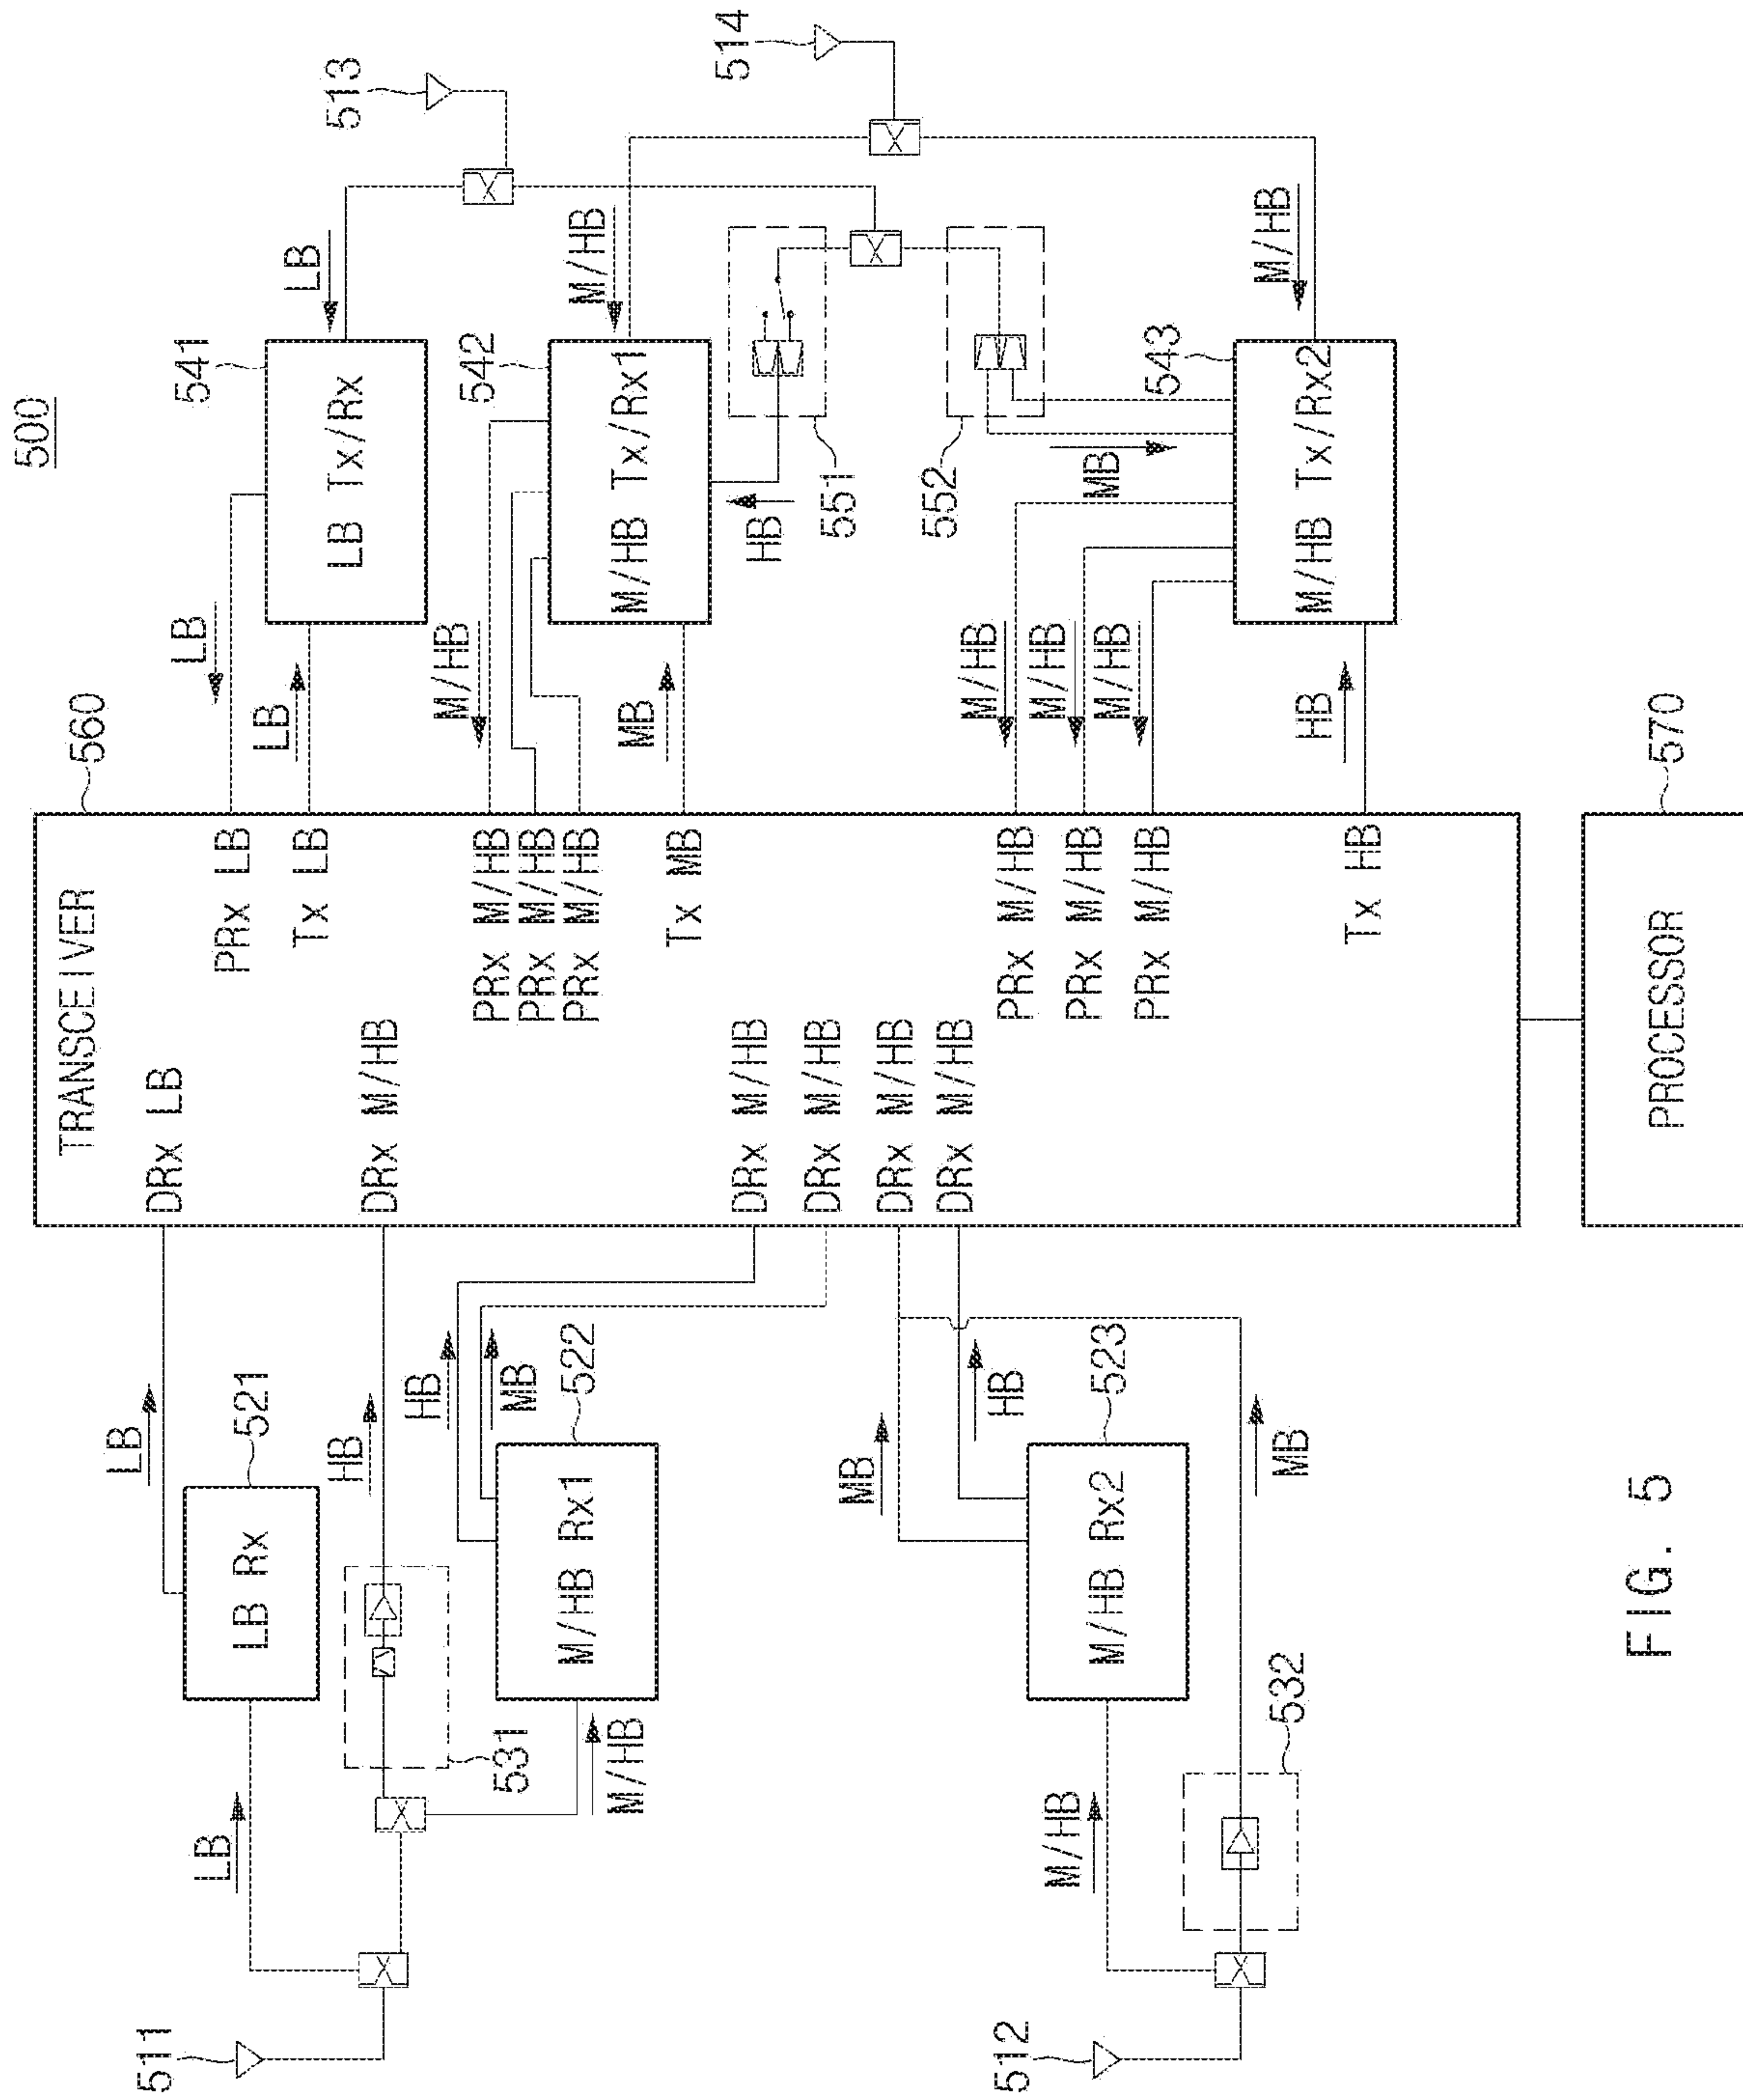 500
511
LB
LB Rx
521
LB
531
HB
M/HB
M/HB Rx1
522
HB
MB
512
M/HB
M/HB Rx2
523
MB
HB
532
MB
TRANSCEIVER
560
DRx LB
DRx M/HB
DRx M/HB
DRx M/HB
DRx M/HB
DRx M/HB
PRx LB
Tx LB
PRx M/HB
PRx M/HB
PRx M/HB
Tx MB
PRx M/HB
PRx M/HB
PRx M/HB
Tx HB
LB
LB
LB Tx/Rx
541
LB
513
M/HB
MB
M/HB Tx/Rx1
542
M/HB
HB
551
552
MB
514
M/HB
M/HB
M/HB
HB
M/HB Tx/Rx2
543
M/HB
PROCESSOR
570
FIG. 5